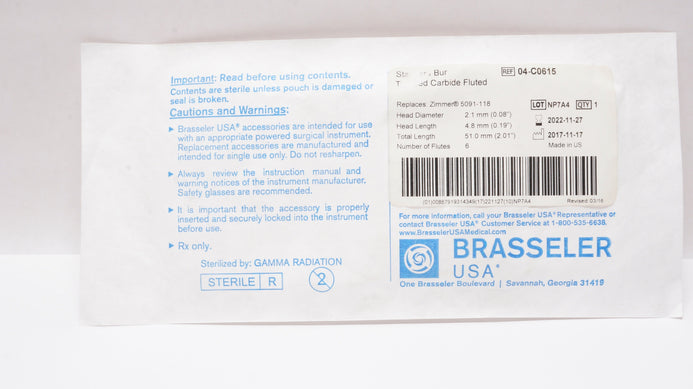 Important: Read before using contents.
Contents are sterile unless pouch is damaged or
seal is broken.
Cautions and Warnings:
▶ Brasseler USA® accessories are intended for use
with an appropriate powered surgical instrument.
Replacement accessories are manufactured and
intended for single use only. Do not resharpen.
▶ Always review the instruction manual and
warning notices of the instrument manufacturer.
Safety glasses are recommended.
▶ It is important that the accessory is properly
inserted and securely locked into the instrument
before use.
▶ Rx only.
Sterilized by: GAMMA RADIATION
STERILE R
2
Bur
REF 04-C0615
Carbide Fluted
Replaces: Zimmer® 5091-118
LOT NP7A4 QTY 1
Head Diameter 2.1 mm (0.08")
2022-11-27
Head Length 4.8 mm (0.19")
2017-11-17
Total Length 51.0 mm (2.01")
Number of Flutes 6
Made in US
(01)00887919314349(17)221127(10)NP7A4
Revised: 03/16
For more information, call your Brasseler USA® Representative or
contact Brasseler USA® Customer Service at 1-800-535-6638.
www.BrasselerUSAMedical.com
BRASSELER
USA®
One Brasseler Boulevard | Savannah, Georgia 31419